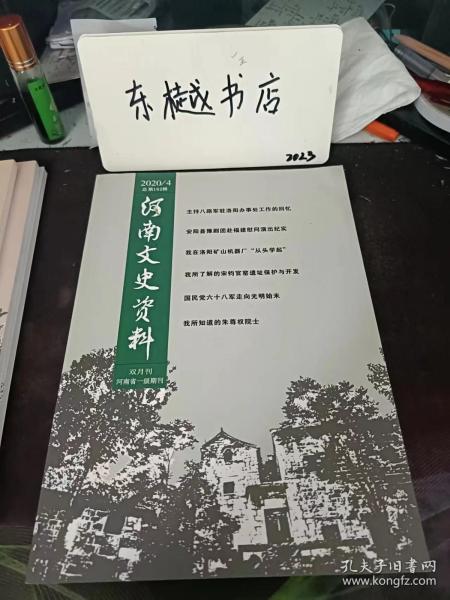 东樾书店
2023
2020/4
总第162辑
河南文史资料
双月刊
河南省一级期刊
主持八路军驻洛阳办事处工作的回忆
安阳县豫剧团赴福建慰问演出纪实
我在洛阳矿山机器厂“从头学起”
我所了解的宋钧官窑遗址保护与开发
国民党六十八军走向光明始末
我所知道的朱尊权院士
孔夫子旧书网
www.kongfz.com